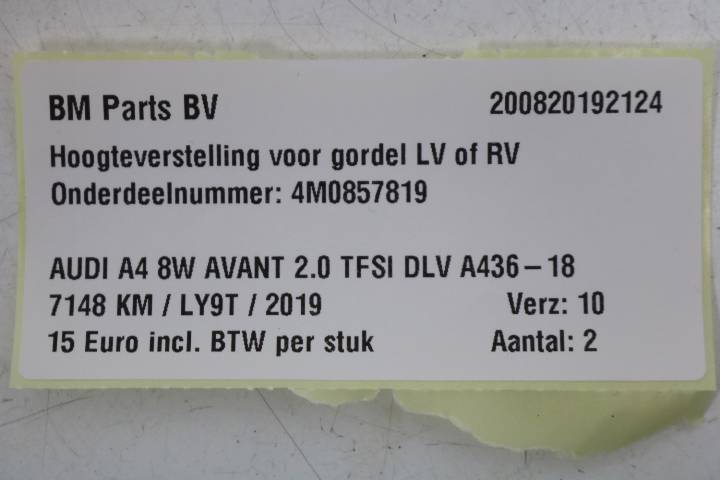 BM Parts BV 200820192124
Hoogteverstelling voor gordel LV of RV
Onderdeelnummer: 4M0857819
AUDI A4 8W AVANT 2.0 TFSI DLV A436-18
7148 KM / LY9T / 2019 Verz: 10
15 Euro incl. BTW per stuk Aantal: 2